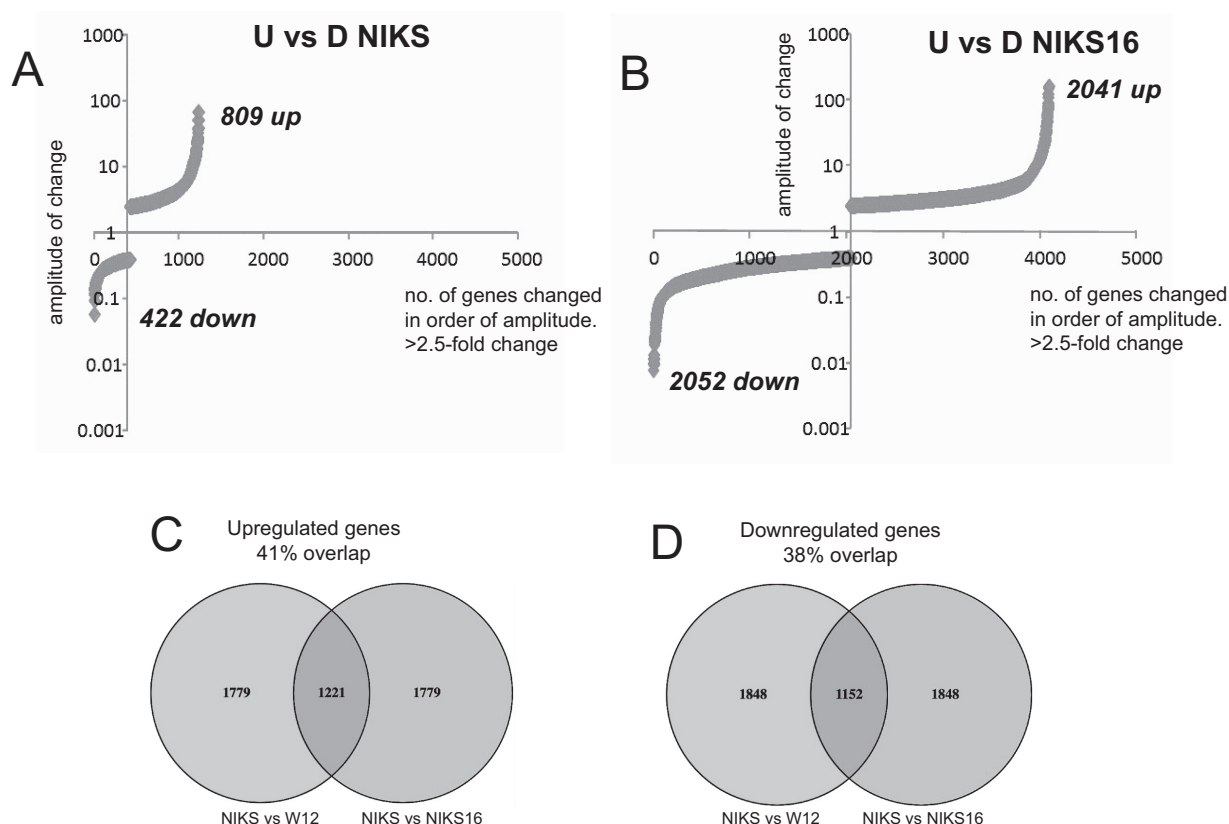 A
U vs D NIKS
amplitude of change
1000
100
10
1
0.1
0.01
0.001
0
1000
2000
3000
4000
5000
809 up
422 down
no. of genes changed
in order of amplitude.
>2.5-fold change
B
U vs D NIKS16
amplitude of change
1000
100
10
1
0.1
0.01
0.001
0
1000
2000
3000
4000
5000
2041 up
2052 down
no. of genes changed
in order of amplitude.
>2.5-fold change
C
Upregulated genes
41% overlap
1779
1221
1779
NIKS vs W12
NIKS vs NIKS16
D
Downregulated genes
38% overlap
1848
1152
1848
NIKS vs W12
NIKS vs NIKS16